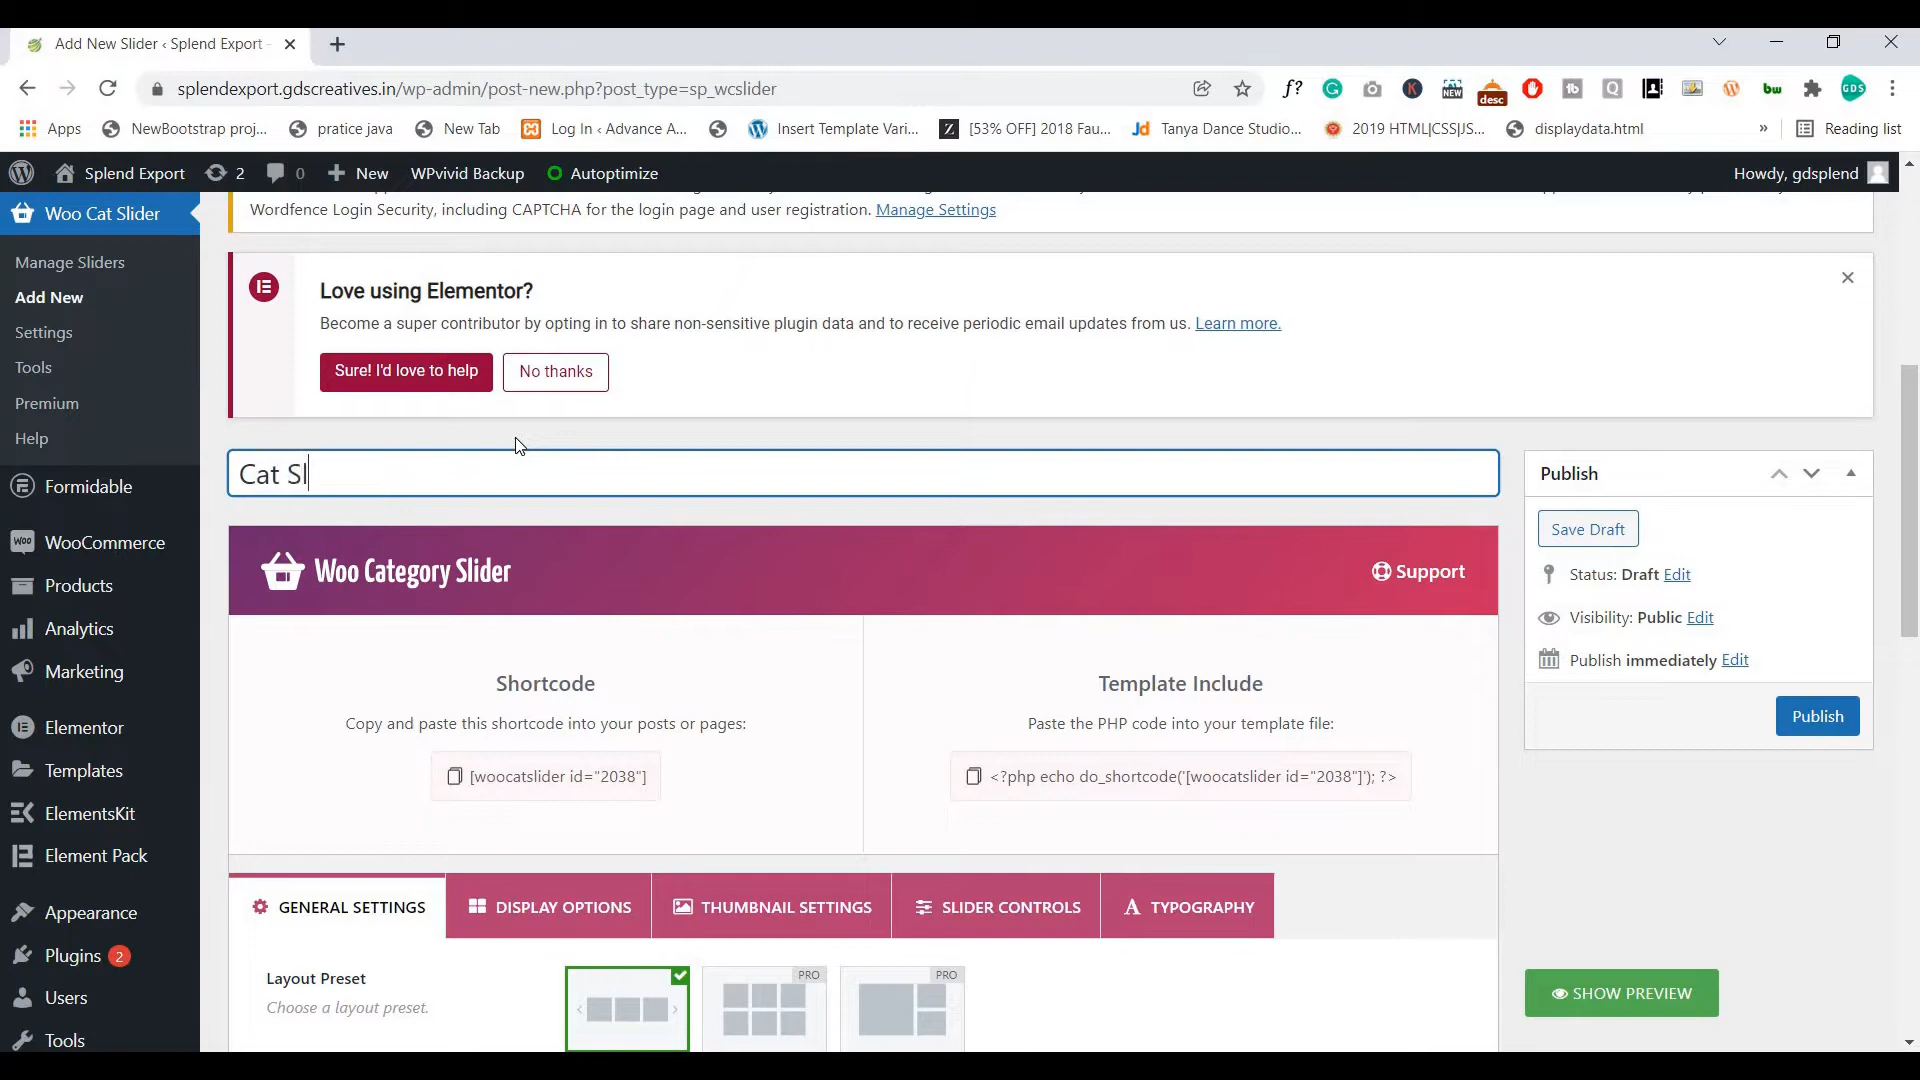 Add New Slider ‹ Splend Export -
splendexport.gdscreatives.in/wp-admin/post-new.php?post_type=sp_wcslider
f?
NEW
desc
tb
Q
bw
GDS
Apps
NewBootstrap proj...
pratice java
New Tab
Log In ‹ Advance A...
Insert Template Vari...
Z
[53% OFF] 2018 Fau...
Jd
Tanya Dance Studio...
2019 HTML|CSS|JS...
displaydata.html
»
Reading list
Splend Export
2
0
New
WPvivid Backup
Autoptimize
Howdy, gdsplend
Woo Cat Slider
Manage Sliders
Add New
Settings
Tools
Premium
Help
Formidable
WooCommerce
Products
Analytics
Marketing
Elementor
Templates
ElementsKit
Element Pack
Appearance
Plugins 2
Users
Tools
Wordfence Login Security, including CAPTCHA for the login page and user registration. Manage Settings
Love using Elementor?
Become a super contributor by opting in to share non-sensitive plugin data and to receive periodic email updates from us. Learn more.
Sure! I'd love to help
No thanks
Cat Sl
Woo Category Slider
Support
Shortcode
Copy and paste this shortcode into your posts or pages:
[woocatslider id="2038"]
Template Include
Paste the PHP code into your template file:
<?php echo do_shortcode('[woocatslider id="2038"]'); ?>
GENERAL SETTINGS
DISPLAY OPTIONS
THUMBNAIL SETTINGS
SLIDER CONTROLS
TYPOGRAPHY
Layout Preset
Choose a layout preset.
PRO
PRO
Publish
Save Draft
Status: Draft Edit
Visibility: Public Edit
Publish immediately Edit
Publish
SHOW PREVIEW